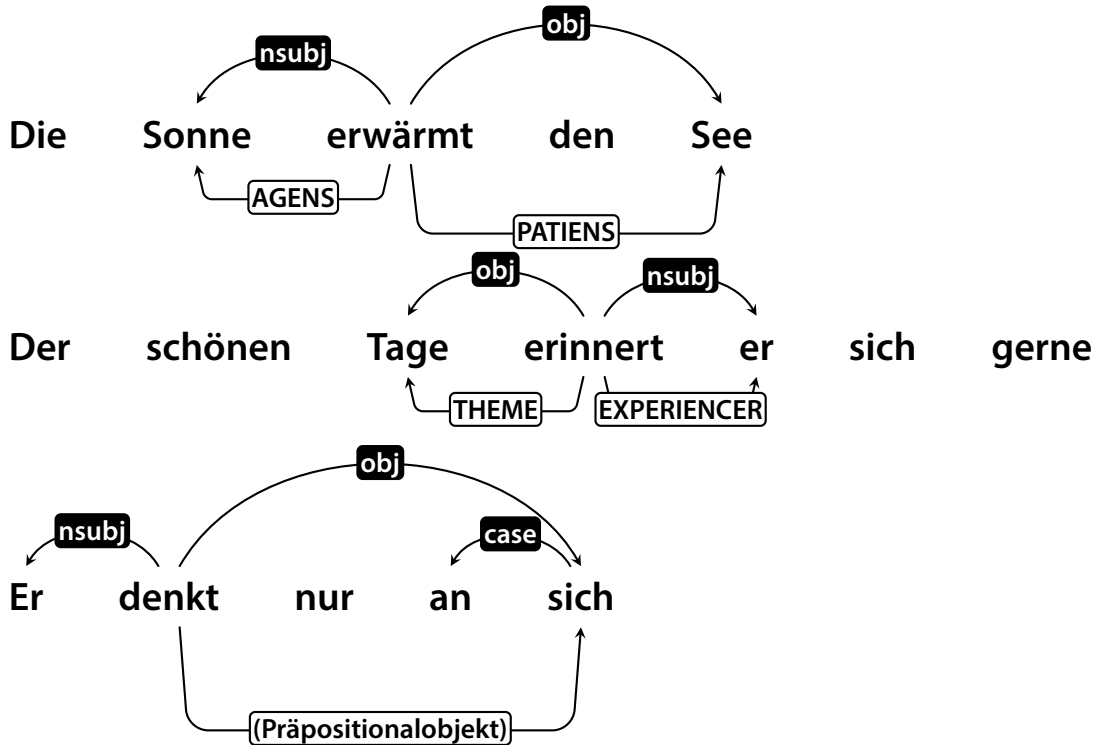 obj
nsubj
Die Sonne erwärmt den See
AGENS
PATIENS
obj nsubj
Der schönen Tage erinnert er sich gerne
THEME EXPERIENCER
obj
nsubj case
Er denkt nur an sich
(Präpositionalobjekt)